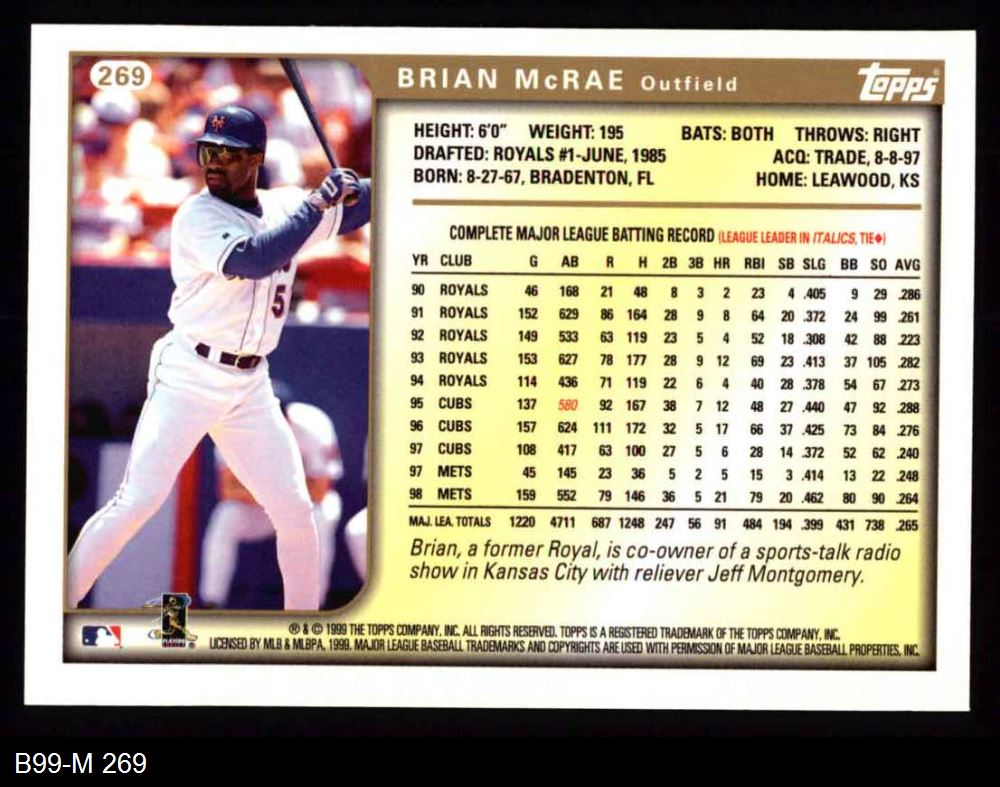 269
BRIAN McRAE Outfield
Topps
HEIGHT: 6'0" WEIGHT: 195 BATS: BOTH THROWS: RIGHT
DRAFTED: ROYALS #1-JUNE, 1985 ACQ: TRADE, 8-8-97
BORN: 8-27-67, BRADENTON, FL HOME: LEAWOOD, KS
COMPLETE MAJOR LEAGUE BATTING RECORD (LEAGUE LEADER IN ITALICS, TIE♦)
YR CLUB G AB R H 2B 3B HR RBI SB SLG BB SO AVG
90 ROYALS 46 168 21 48 8 3 2 23 4 .405 9 29 .286
91 ROYALS 152 629 86 164 28 9 8 64 20 .372 24 99 .261
92 ROYALS 149 533 63 119 23 5 4 52 18 .308 42 88 .223
93 ROYALS 153 627 78 177 28 9 12 69 23 .413 37 105 .282
94 ROYALS 114 436 71 119 22 6 4 40 28 .378 54 67 .273
95 CUBS 137 580 92 167 38 7 12 48 27 .440 47 92 .288
96 CUBS 157 624 111 172 32 5 17 66 37 .425 73 84 .276
97 CUBS 108 417 63 100 27 5 6 28 14 .372 52 62 .240
97 METS 45 145 23 36 5 2 5 15 3 .414 13 22 .248
98 METS 159 552 79 146 36 5 21 79 20 .462 80 90 .264
MAJ. LEA. TOTALS 1220 4711 687 1248 247 56 91 484 194 .399 431 738 .265
Brian, a former Royal, is co-owner of a sports-talk radio
show in Kansas City with reliever Jeff Montgomery.
5
® & © 1999 THE TOPPS COMPANY, INC. ALL RIGHTS RESERVED. TOPPS IS A REGISTERED TRADEMARK OF THE TOPPS COMPANY, INC.
LICENSED BY MLB & MLBPA, 1999. MAJOR LEAGUE BASEBALL TRADEMARKS AND COPYRIGHTS ARE USED WITH PERMISSION OF MAJOR LEAGUE BASEBALL PROPERTIES, INC.
B99-M 269